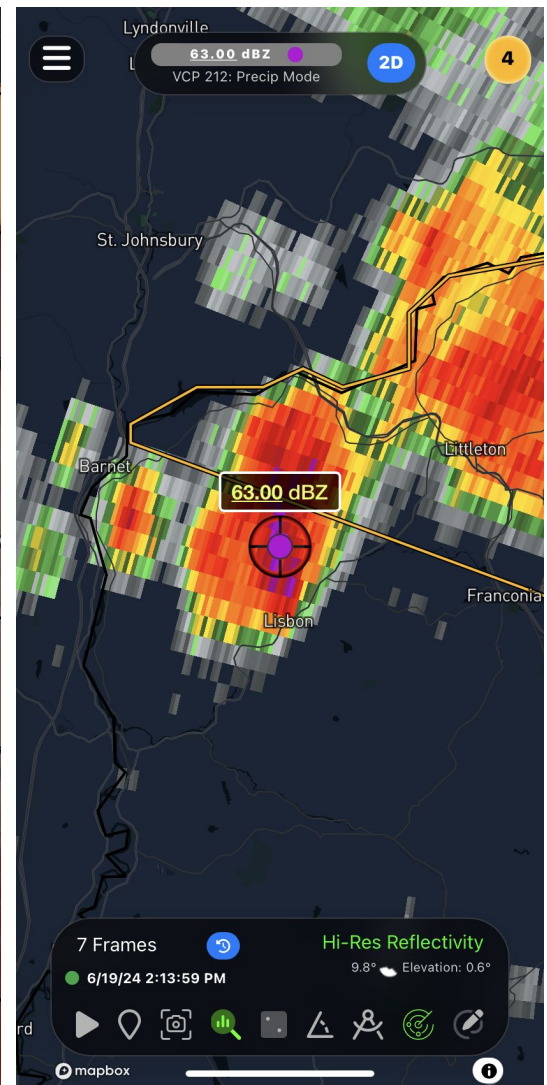 Lyndonville
63.00 dBZ
VCP 212: Precip Mode
2D
4
St. Johnsbury
Littleton
Barnet
63.00 dBZ
Franconia
Lisbon
7 Frames
Hi-Res Reflectivity
6/19/24 2:13:59 PM
9.8° Elevation: 0.6°
rd
mapbox
i